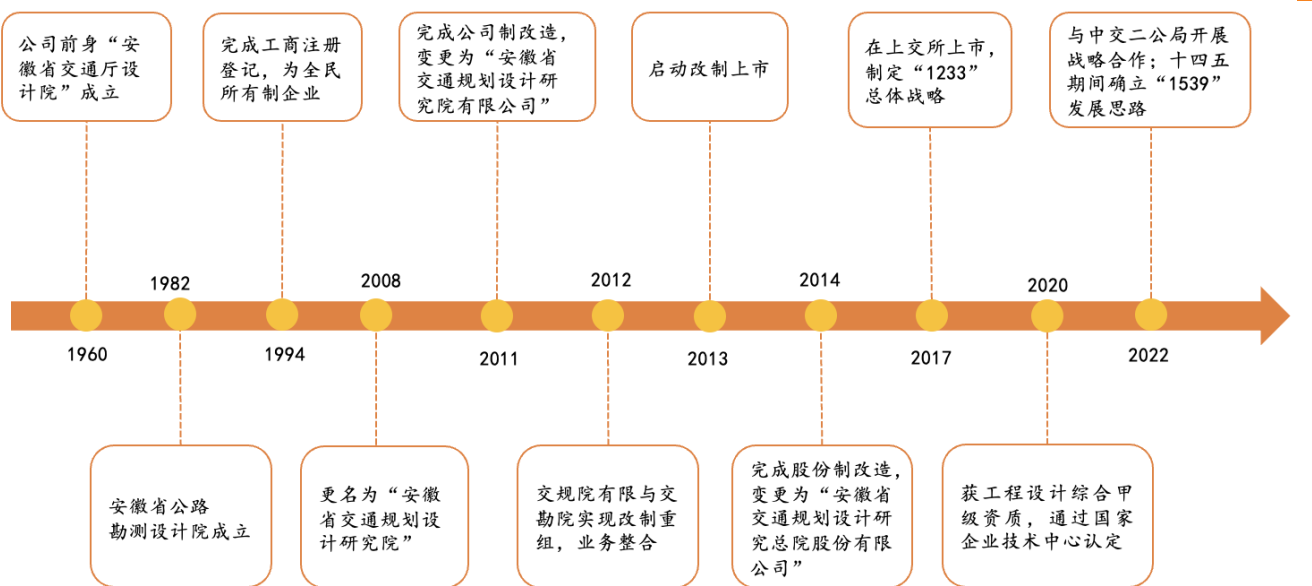 公司前身“安
徽省交通厅设
计院”成立
完成工商注册
登记，为全民
所有制企业
完成公司制改造，
变更为“安徽省
交通规划设计研
究院有限公司”
启动改制上市
在上交所上市，
制定“1233”
总体战略
与中交二公局开展
战略合作；十四五
期间确立“1539”
发展思路
1982
2008
2012
2014
2020
1960
1994
2011
2013
2017
2022
安徽省公路
勘测设计院成立
更名为“安徽
省交通规划设
计研究院”
交规院有限与交
勘院实现改制重
组，业务整合
完成股份制改造，
变更为“安徽省
交通规划设计研
究总院股份有限
公司”
获工程设计综合甲
级资质，通过国家
企业技术中心认定